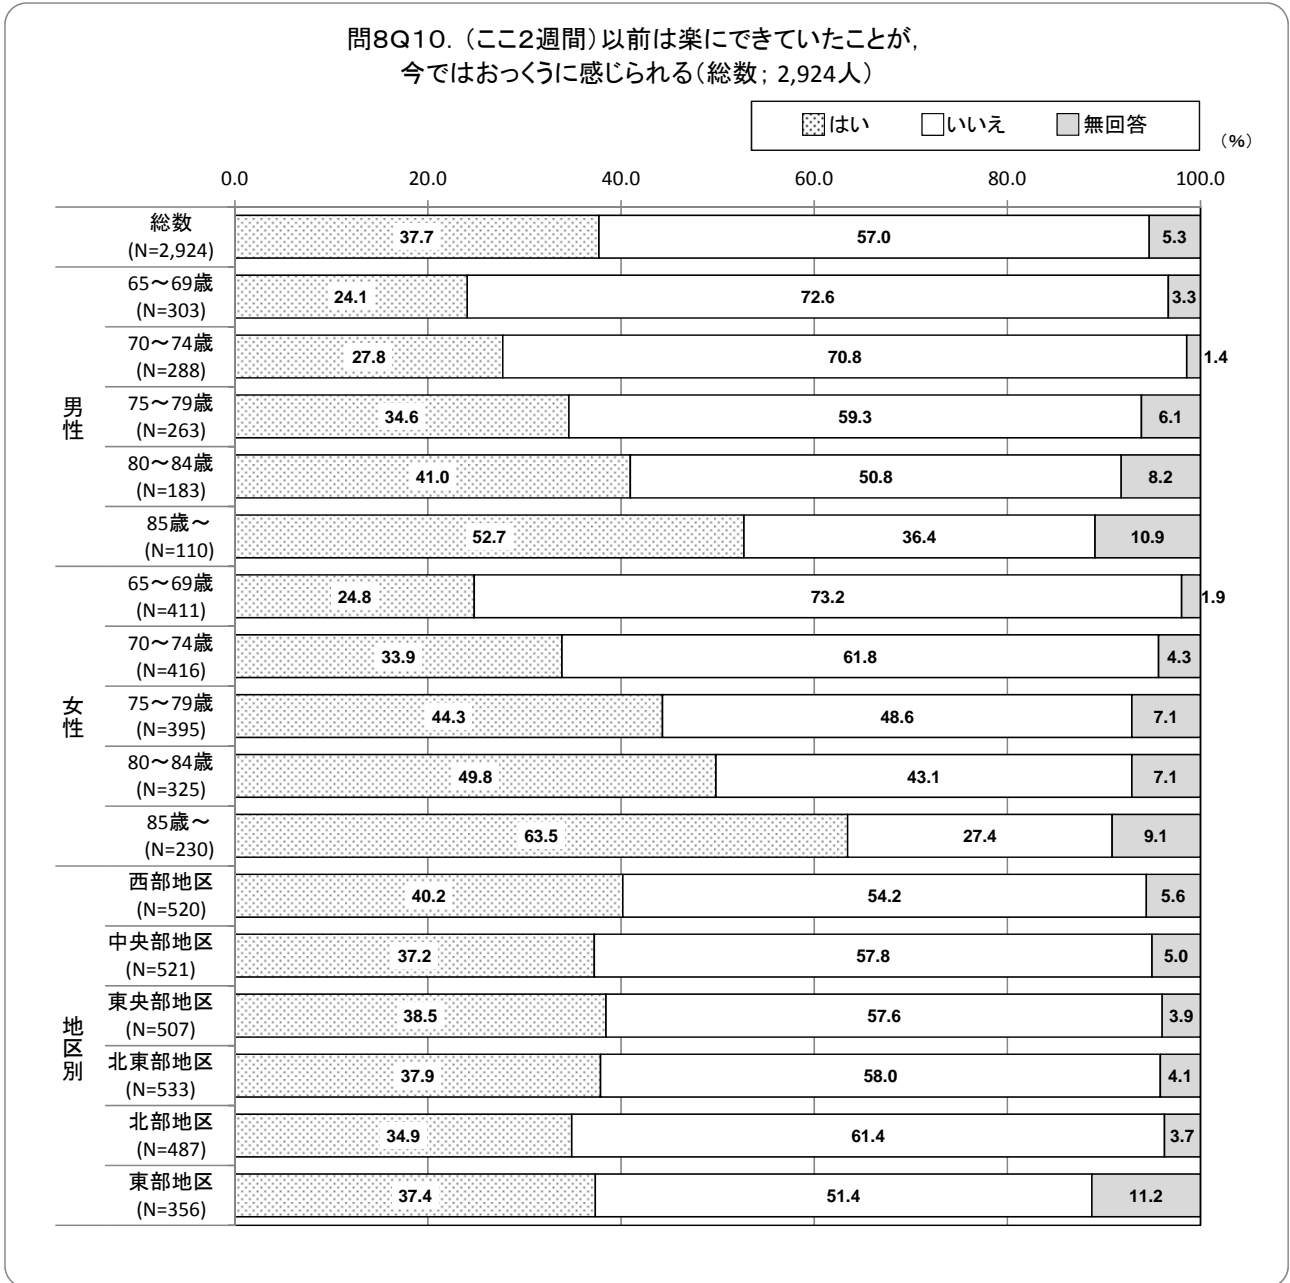 問8Q10．（ここ2週間）以前は楽にできていたことが，
今ではおっくうに感じられる（総数；2,924人）
はい いいえ 無回答
（%）
0.0 20.0 40.0 60.0 80.0 100.0
総数
(N=2,924)
37.7 57.0 5.3
男性
65～69歳
(N=303)
24.1 72.6 3.3
70～74歳
(N=288)
27.8 70.8 1.4
75～79歳
(N=263)
34.6 59.3 6.1
80～84歳
(N=183)
41.0 50.8 8.2
85歳～
(N=110)
52.7 36.4 10.9
女性
65～69歳
(N=411)
24.8 73.2 1.9
70～74歳
(N=416)
33.9 61.8 4.3
75～79歳
(N=395)
44.3 48.6 7.1
80～84歳
(N=325)
49.8 43.1 7.1
85歳～
(N=230)
63.5 27.4 9.1
地区別
西部地区
(N=520)
40.2 54.2 5.6
中央部地区
(N=521)
37.2 57.8 5.0
東央部地区
(N=507)
38.5 57.6 3.9
北東部地区
(N=533)
37.9 58.0 4.1
北部地区
(N=487)
34.9 61.4 3.7
東部地区
(N=356)
37.4 51.4 11.2